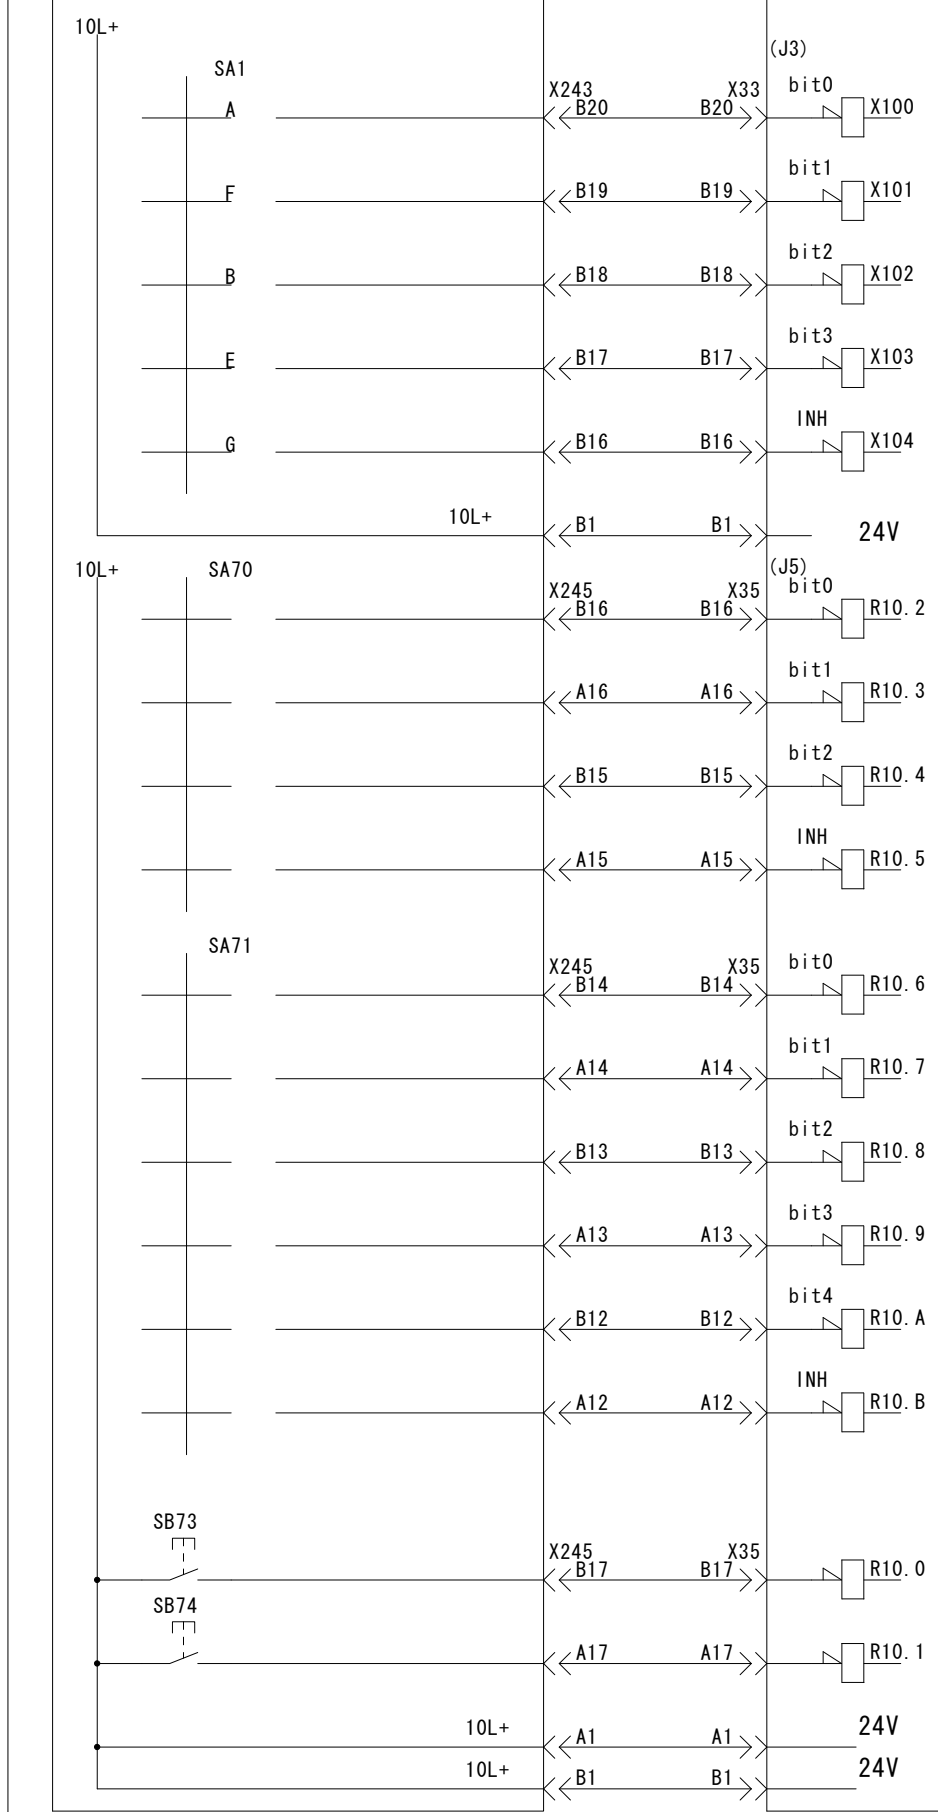 10L+
(J3)
SA1
X243 X33 bit0
A B20 B20 X100
bit1
F B19 B19 X101
bit2
B B18 B18 X102
bit3
E B17 B17 X103
INH
G B16 B16 X104
10L+ B1 B1 24V
10L+ SA70 (J5)
X245 X35 bit0
B16 B16 R10.2
bit1
A16 A16 R10.3
bit2
B15 B15 R10.4
INH
A15 A15 R10.5
SA71
X245 X35 bit0
B14 B14 R10.6
bit1
A14 A14 R10.7
bit2
B13 B13 R10.8
bit3
A13 A13 R10.9
bit4
B12 B12 R10.A
INH
A12 A12 R10.B
SB73
X245 X35
B17 B17 R10.0
SB74
A17 A17 R10.1
10L+ A1 A1 24V
10L+ B1 B1 24V